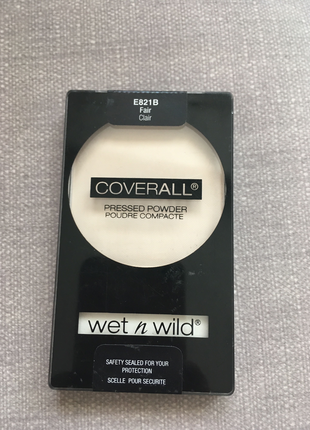 E821B
Fair
Clair
COVERALL®
PRESSED POWDER
POUDRE COMPACTE
wet n wild®
SAFETY SEALED FOR YOUR
PROTECTION
SCELLE POUR SECURITE